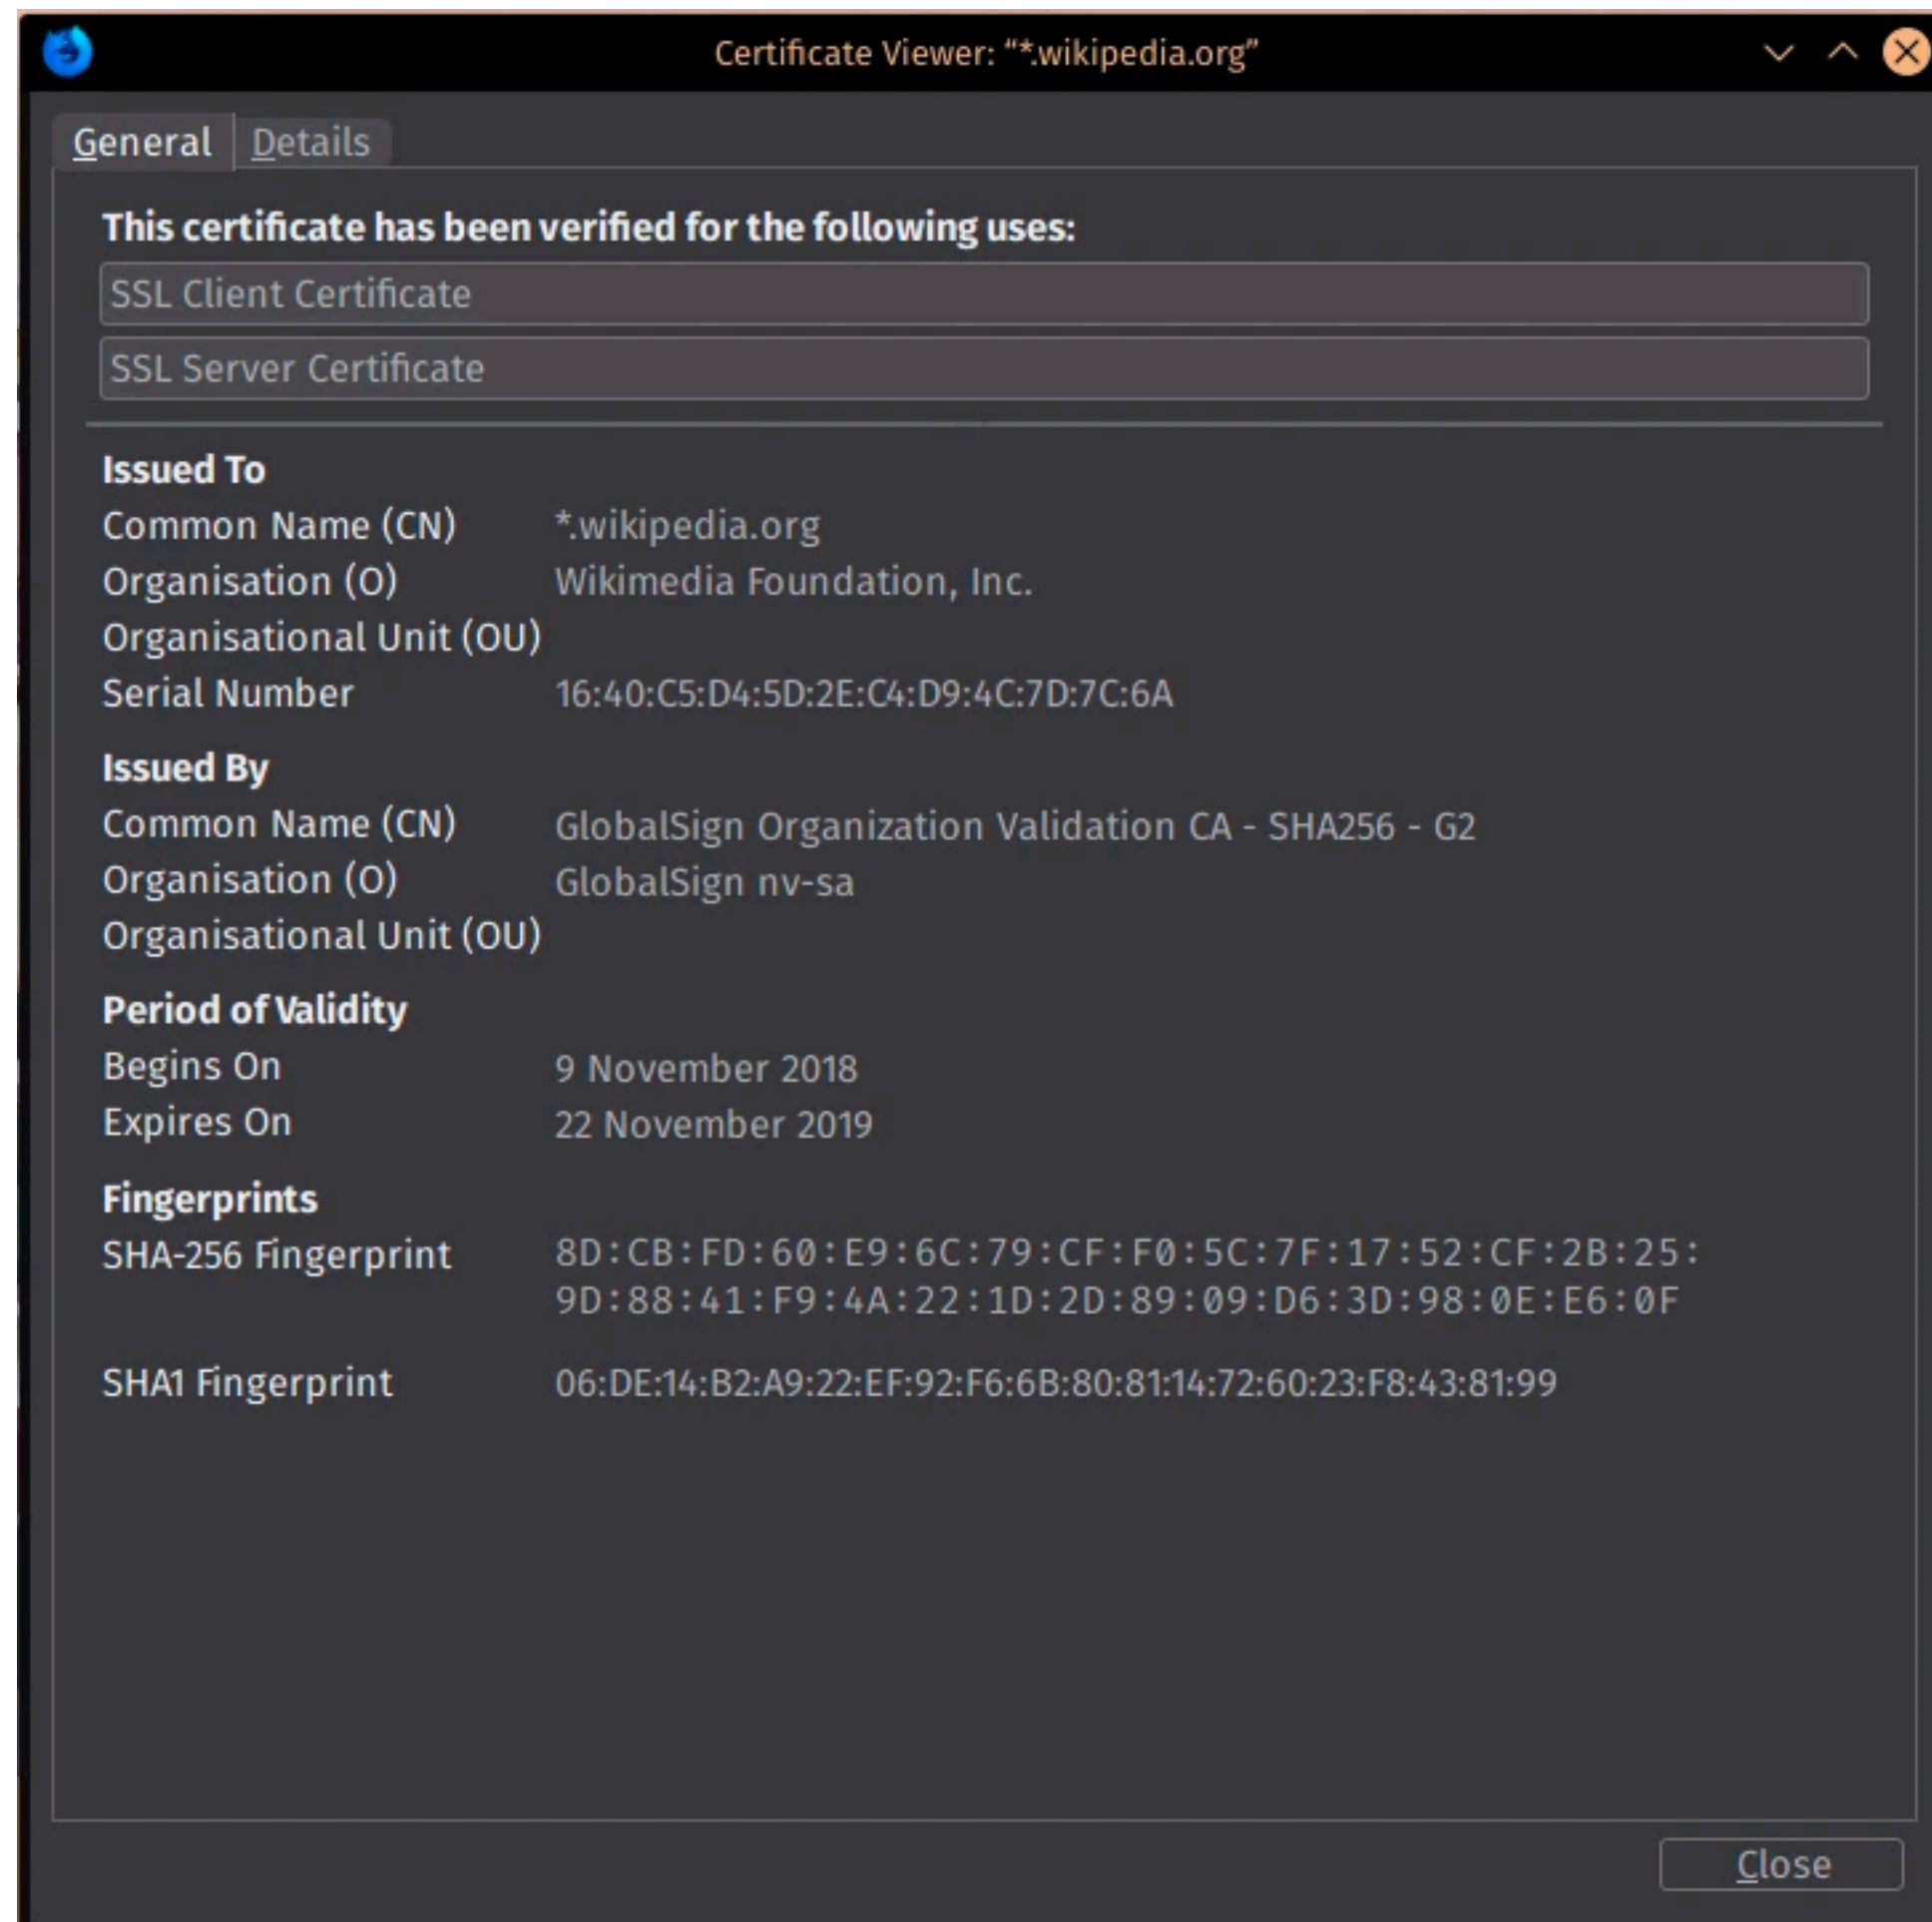 Certificate Viewer: “*.wikipedia.org”
General Details
This certificate has been verified for the following uses:
SSL Client Certificate
SSL Server Certificate
Issued To
Common Name (CN) *.wikipedia.org
Organisation (O) Wikimedia Foundation, Inc.
Organisational Unit (OU)
Serial Number 16:40:C5:D4:5D:2E:C4:D9:4C:7D:7C:6A
Issued By
Common Name (CN) GlobalSign Organization Validation CA - SHA256 - G2
Organisation (O) GlobalSign nv-sa
Organisational Unit (OU)
Period of Validity
Begins On 9 November 2018
Expires On 22 November 2019
Fingerprints
SHA-256 Fingerprint 8D:CB:FD:60:E9:6C:79:CF:F0:5C:7F:17:52:CF:2B:25:
9D:88:41:F9:4A:22:1D:2D:89:09:D6:3D:98:0E:E6:0F
SHA1 Fingerprint 06:DE:14:B2:A9:22:EF:92:F6:6B:80:81:14:72:60:23:F8:43:81:99
Close